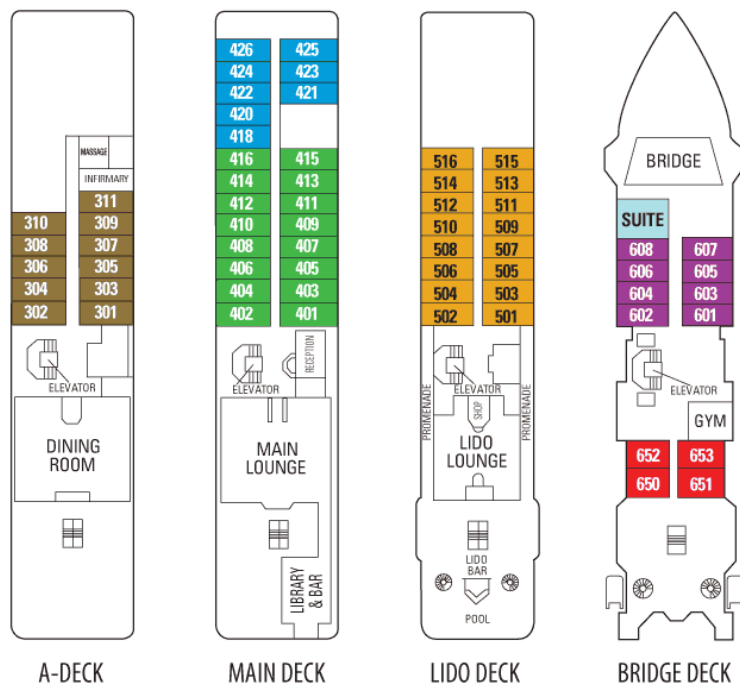 MASSAGE
INFIRMARY
311
310 309
308 307
306 305
304 303
302 301
ELEVATOR
DINING
ROOM
A-DECK
426 425
424 423
422 421
420
418
416 415
414 413
412 411
410 409
408 407
406 405
404 403
402 401
RECEPTION
ELEVATOR
MAIN
LOUNGE
LIBRARY
& BAR
MAIN DECK
516 515
514 513
512 511
510 509
508 507
506 505
504 503
502 501
ELEVATOR
PROMENADE
SHOP
PROMENADE
LIDO
LOUNGE
LIDO
BAR
POOL
LIDO DECK
BRIDGE
SUITE
608 607
606 605
604 603
602 601
ELEVATOR
GYM
652 653
650 651
BRIDGE DECK